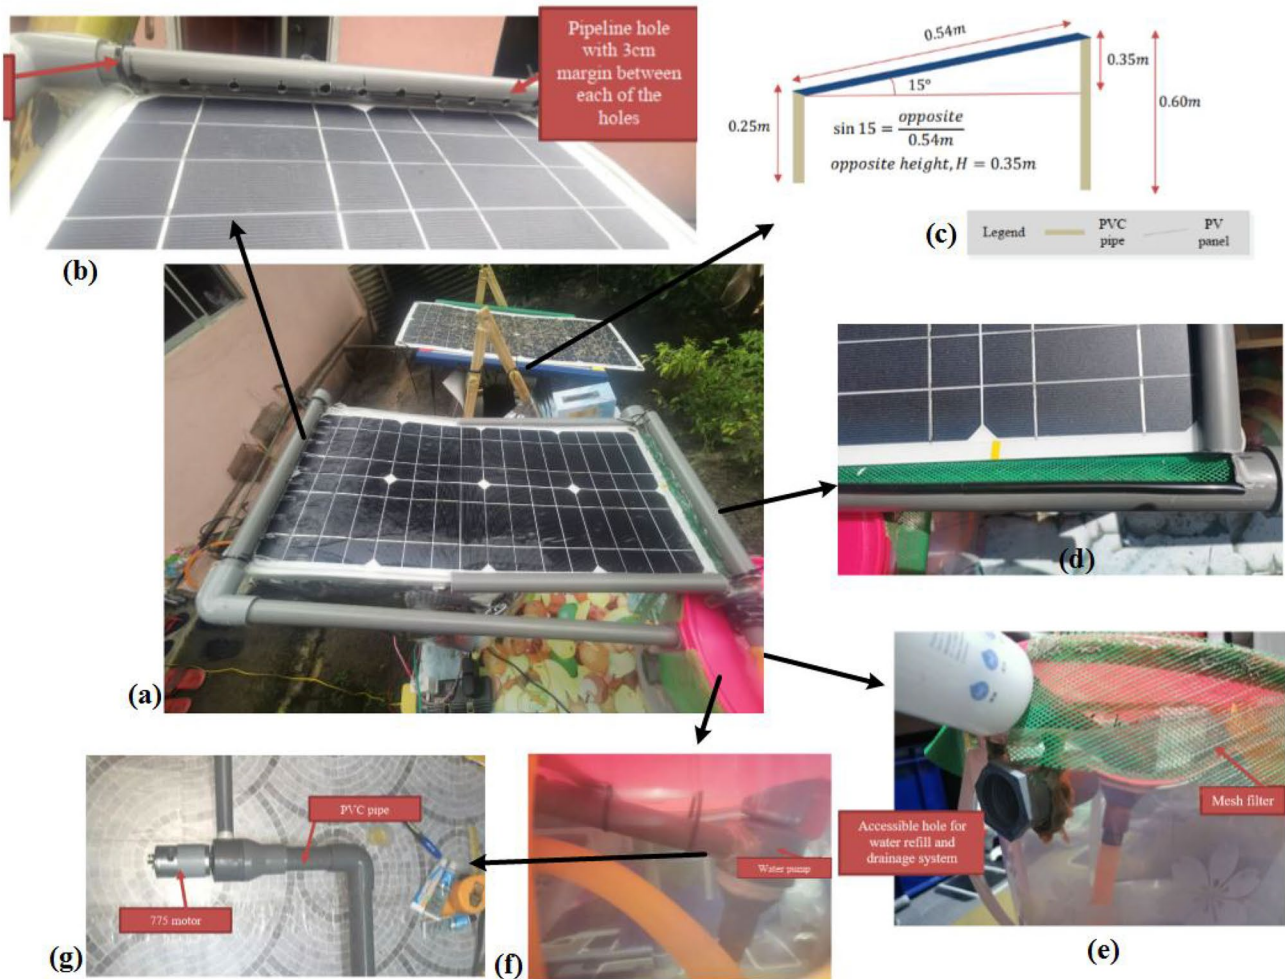 Pipeline hole
with 3cm
margin between
each of the
holes
(b)
0.54m
0.35m
15°
0.60m
0.25m
sin 15 = opposite / 0.54m
opposite height, H = 0.35m
(c)
Legend
PVC
pipe
PV
panel
(a)
(d)
Mesh filter
Accessible hole for
water refill and
drainage system
(e)
Water pump
(f)
PVC pipe
775 motor
(g)